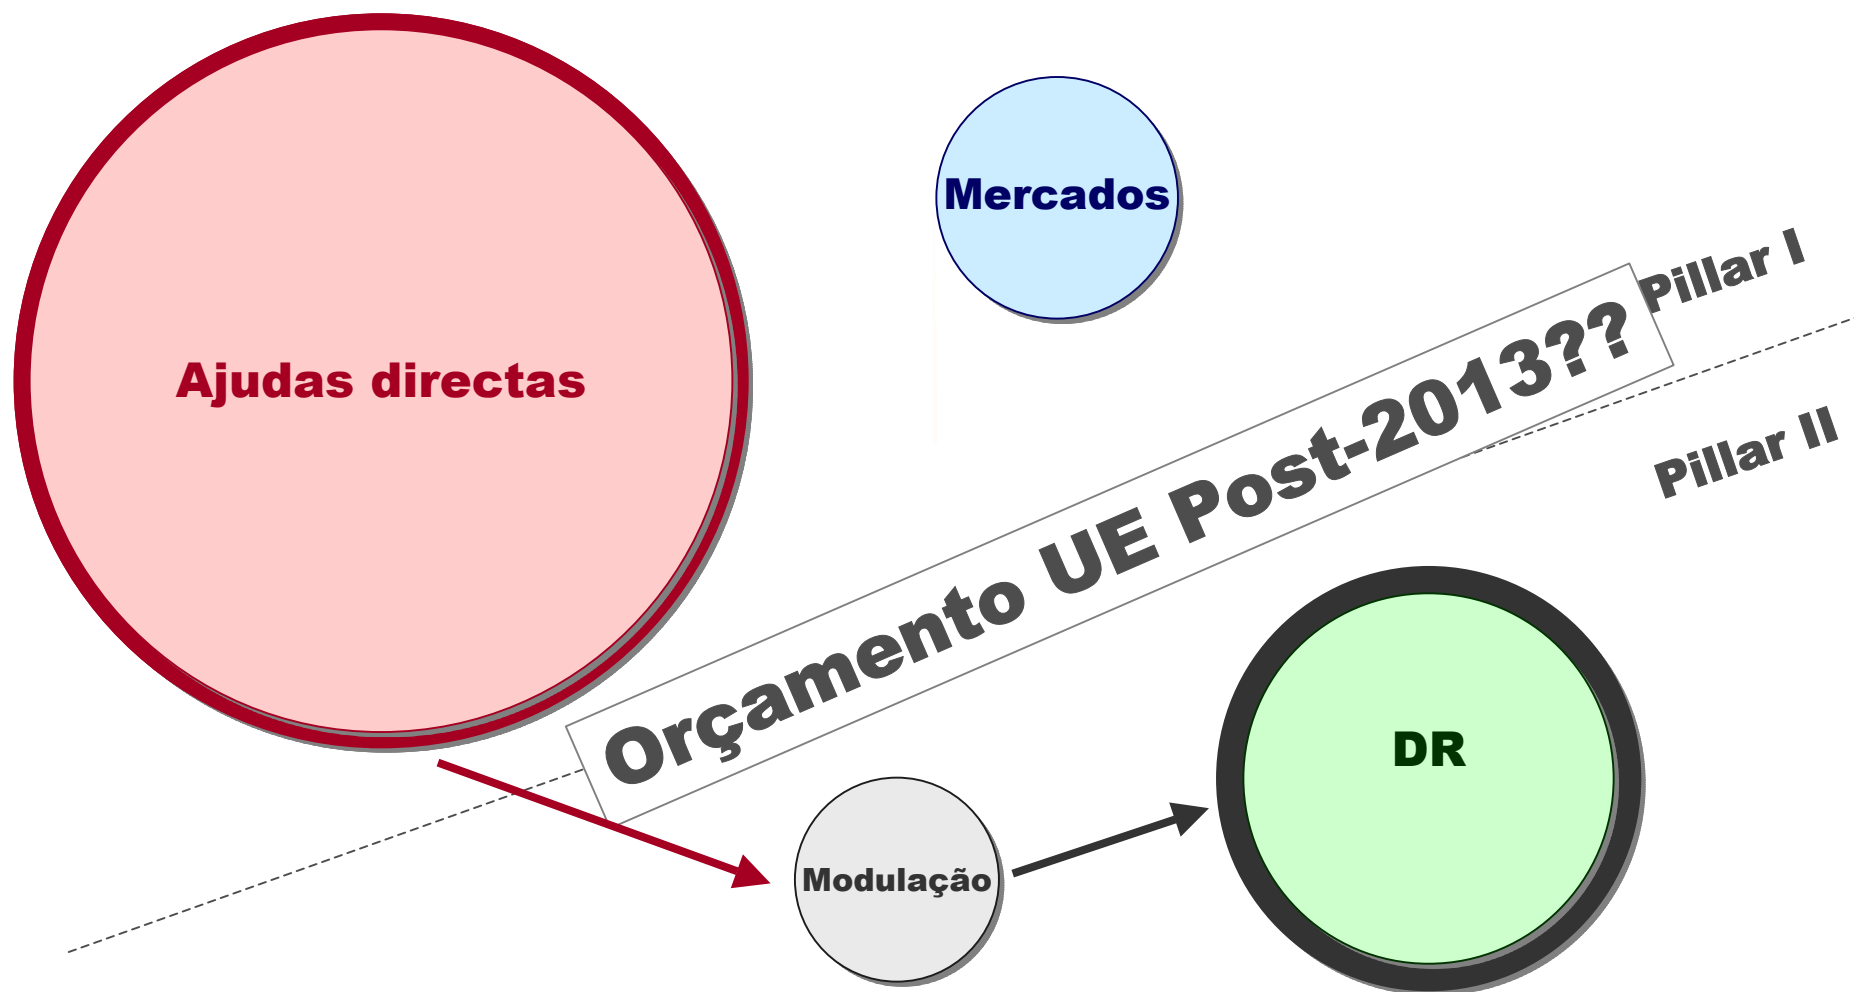 Mercados
Pillar I
Ajudas directas
Orçamento UE Post-2013??
Pillar II
DR
Modulação